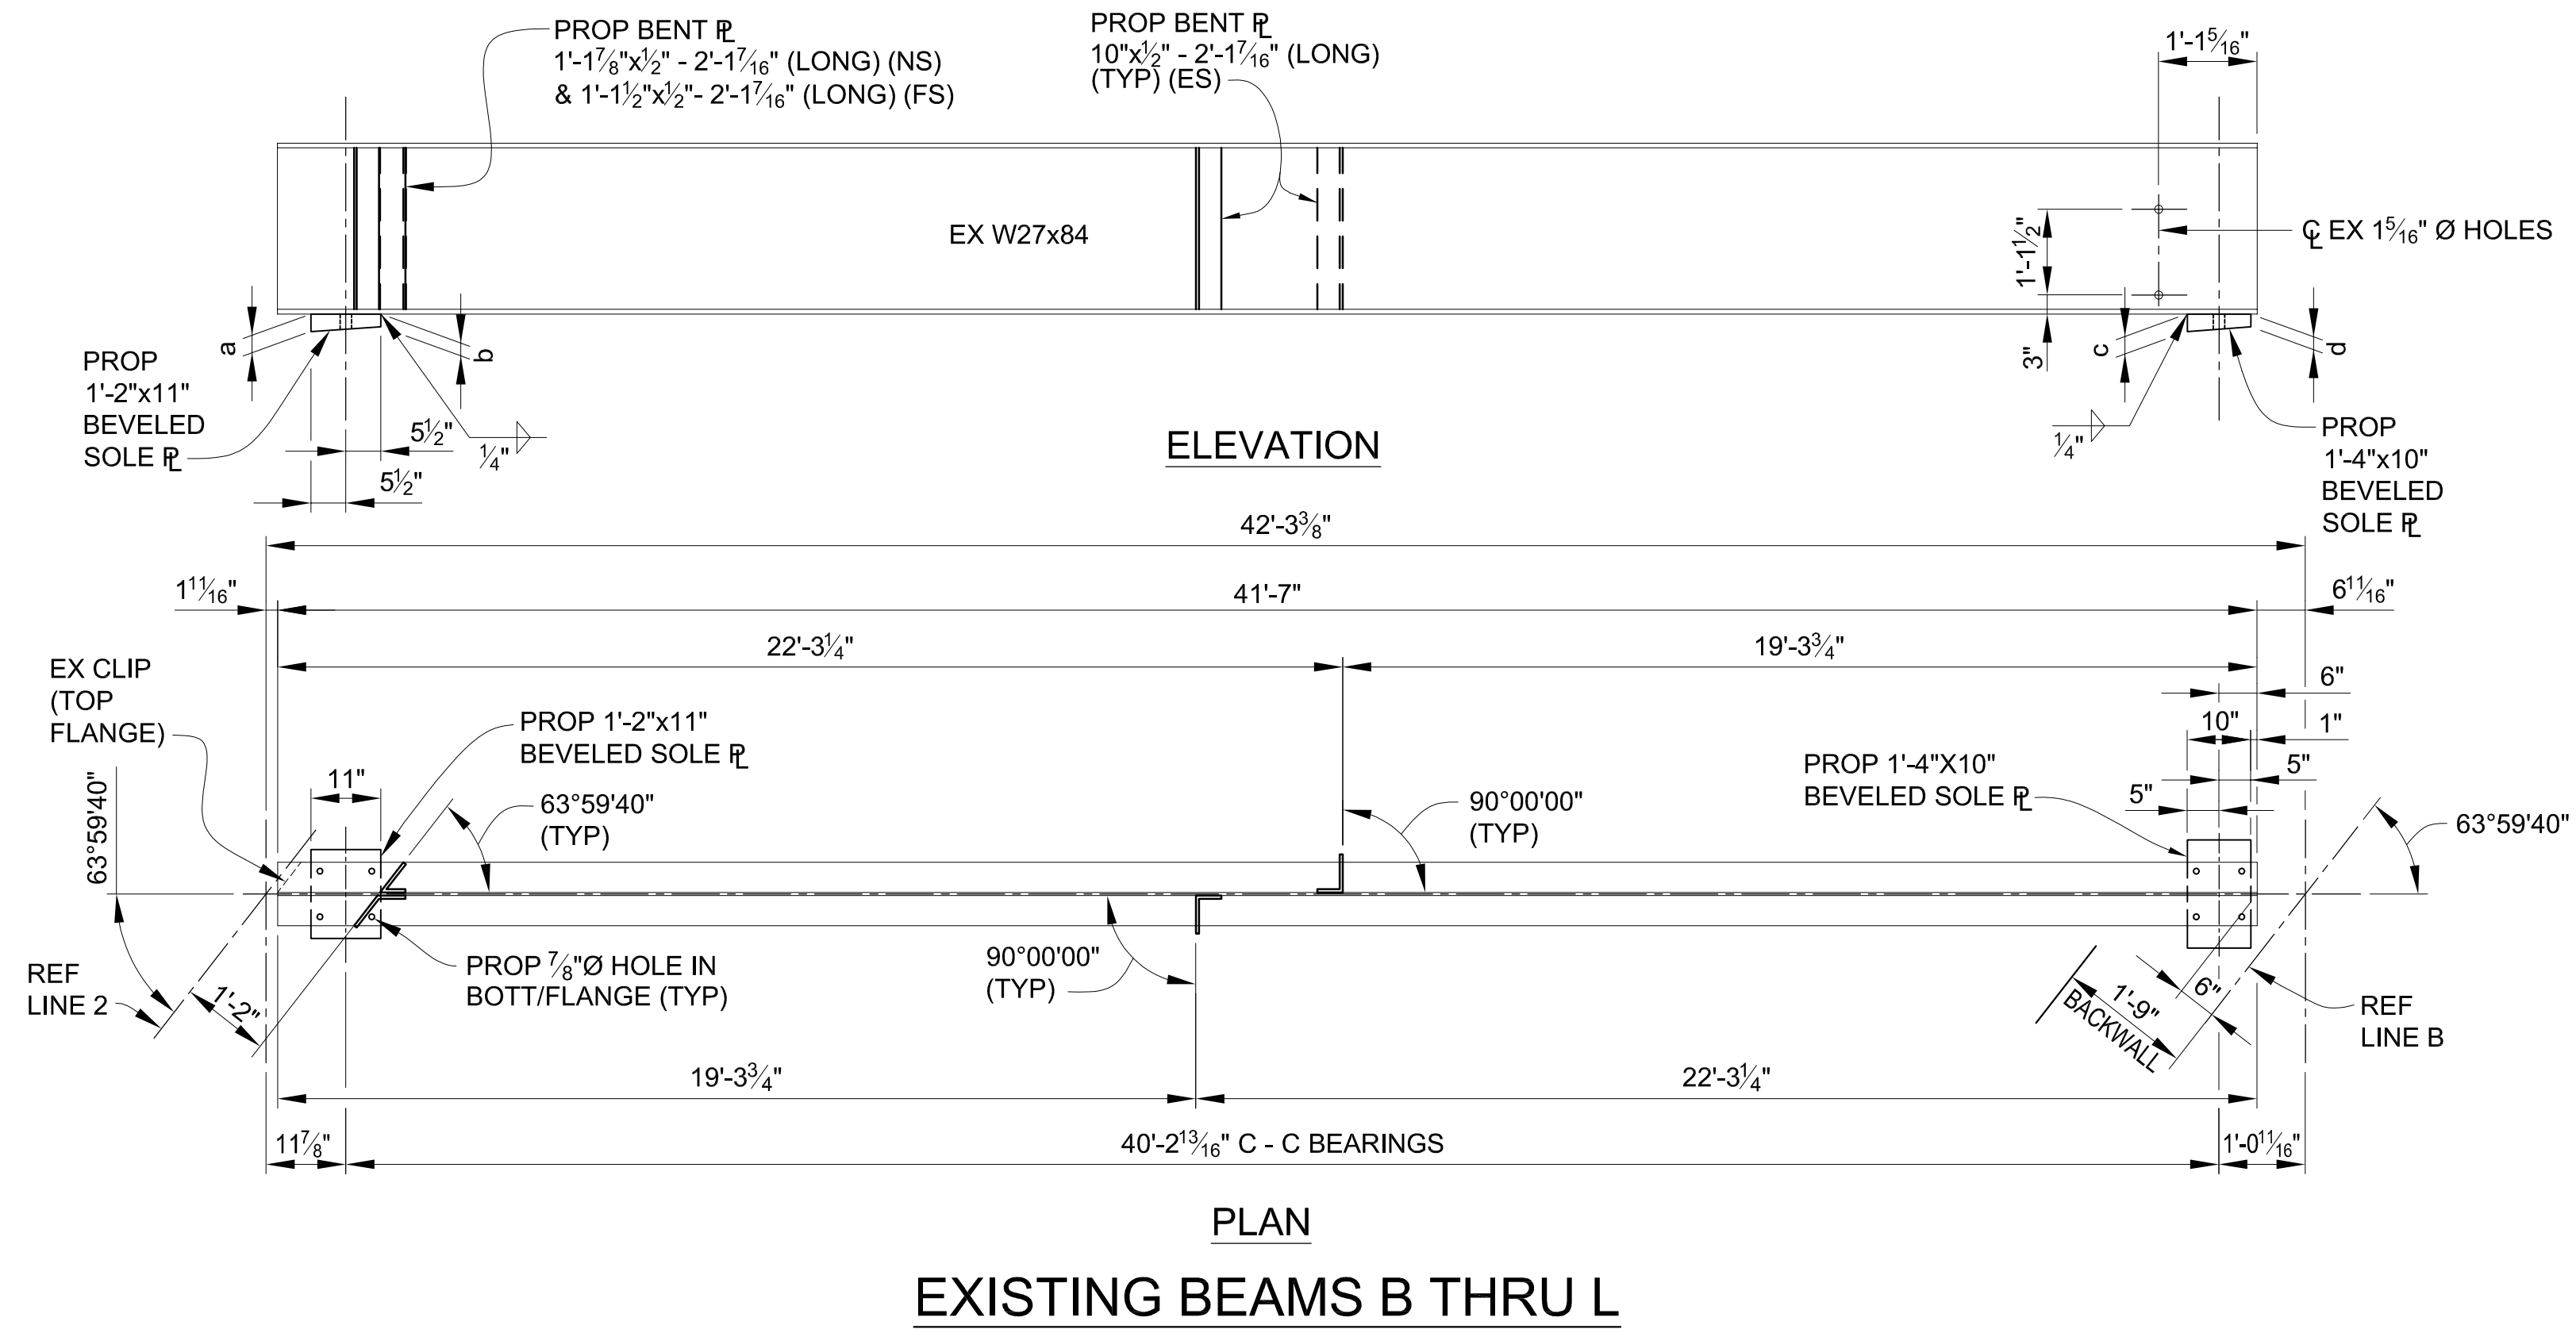 PROP BENT ℄
1'-1⅞"x½" - 2'-1⁷⁄₁₆" (LONG) (NS)
& 1'-1½"x½"- 2'-1⁷⁄₁₆" (LONG) (FS)
PROP BENT PL
10"x½" - 2'-1⁷⁄₁₆" (LONG)
(TYP) (ES)
1'-1⁵⁄₁₆"
EX W27x84
1'-1½"
3"
CL EX 1⁵⁄₁₆" Ø HOLES
a
b
c
d
PROP
1'-2"x11"
BEVELED
SOLE PL
5½"
5½"
¼"
¼"
PROP
1'-4"x10"
BEVELED
SOLE PL
ELEVATION
42'-3⅜"
1¹¹⁄₁₆"
41'-7"
6¹¹⁄₁₆"
22'-3¼"
19'-3¾"
EX CLIP
(TOP
FLANGE)
6"
1"
10"
5"
5"
PROP 1'-2"x11"
BEVELED SOLE PL
11"
63°59'40"
63°59'40"
(TYP)
90°00'00"
(TYP)
PROP 1'-4"X10"
BEVELED SOLE PL
63°59'40"
REF
LINE 2
1'-2"
PROP ⅞"Ø HOLE IN
BOTT/FLANGE (TYP)
90°00'00"
(TYP)
6"
1'-9"
BACKWALL
REF
LINE B
19'-3¾"
22'-3¼"
11⅞"
40'-2¹³⁄₁₆" C - C BEARINGS
1'-0¹¹⁄₁₆"
PLAN
EXISTING BEAMS B THRU L